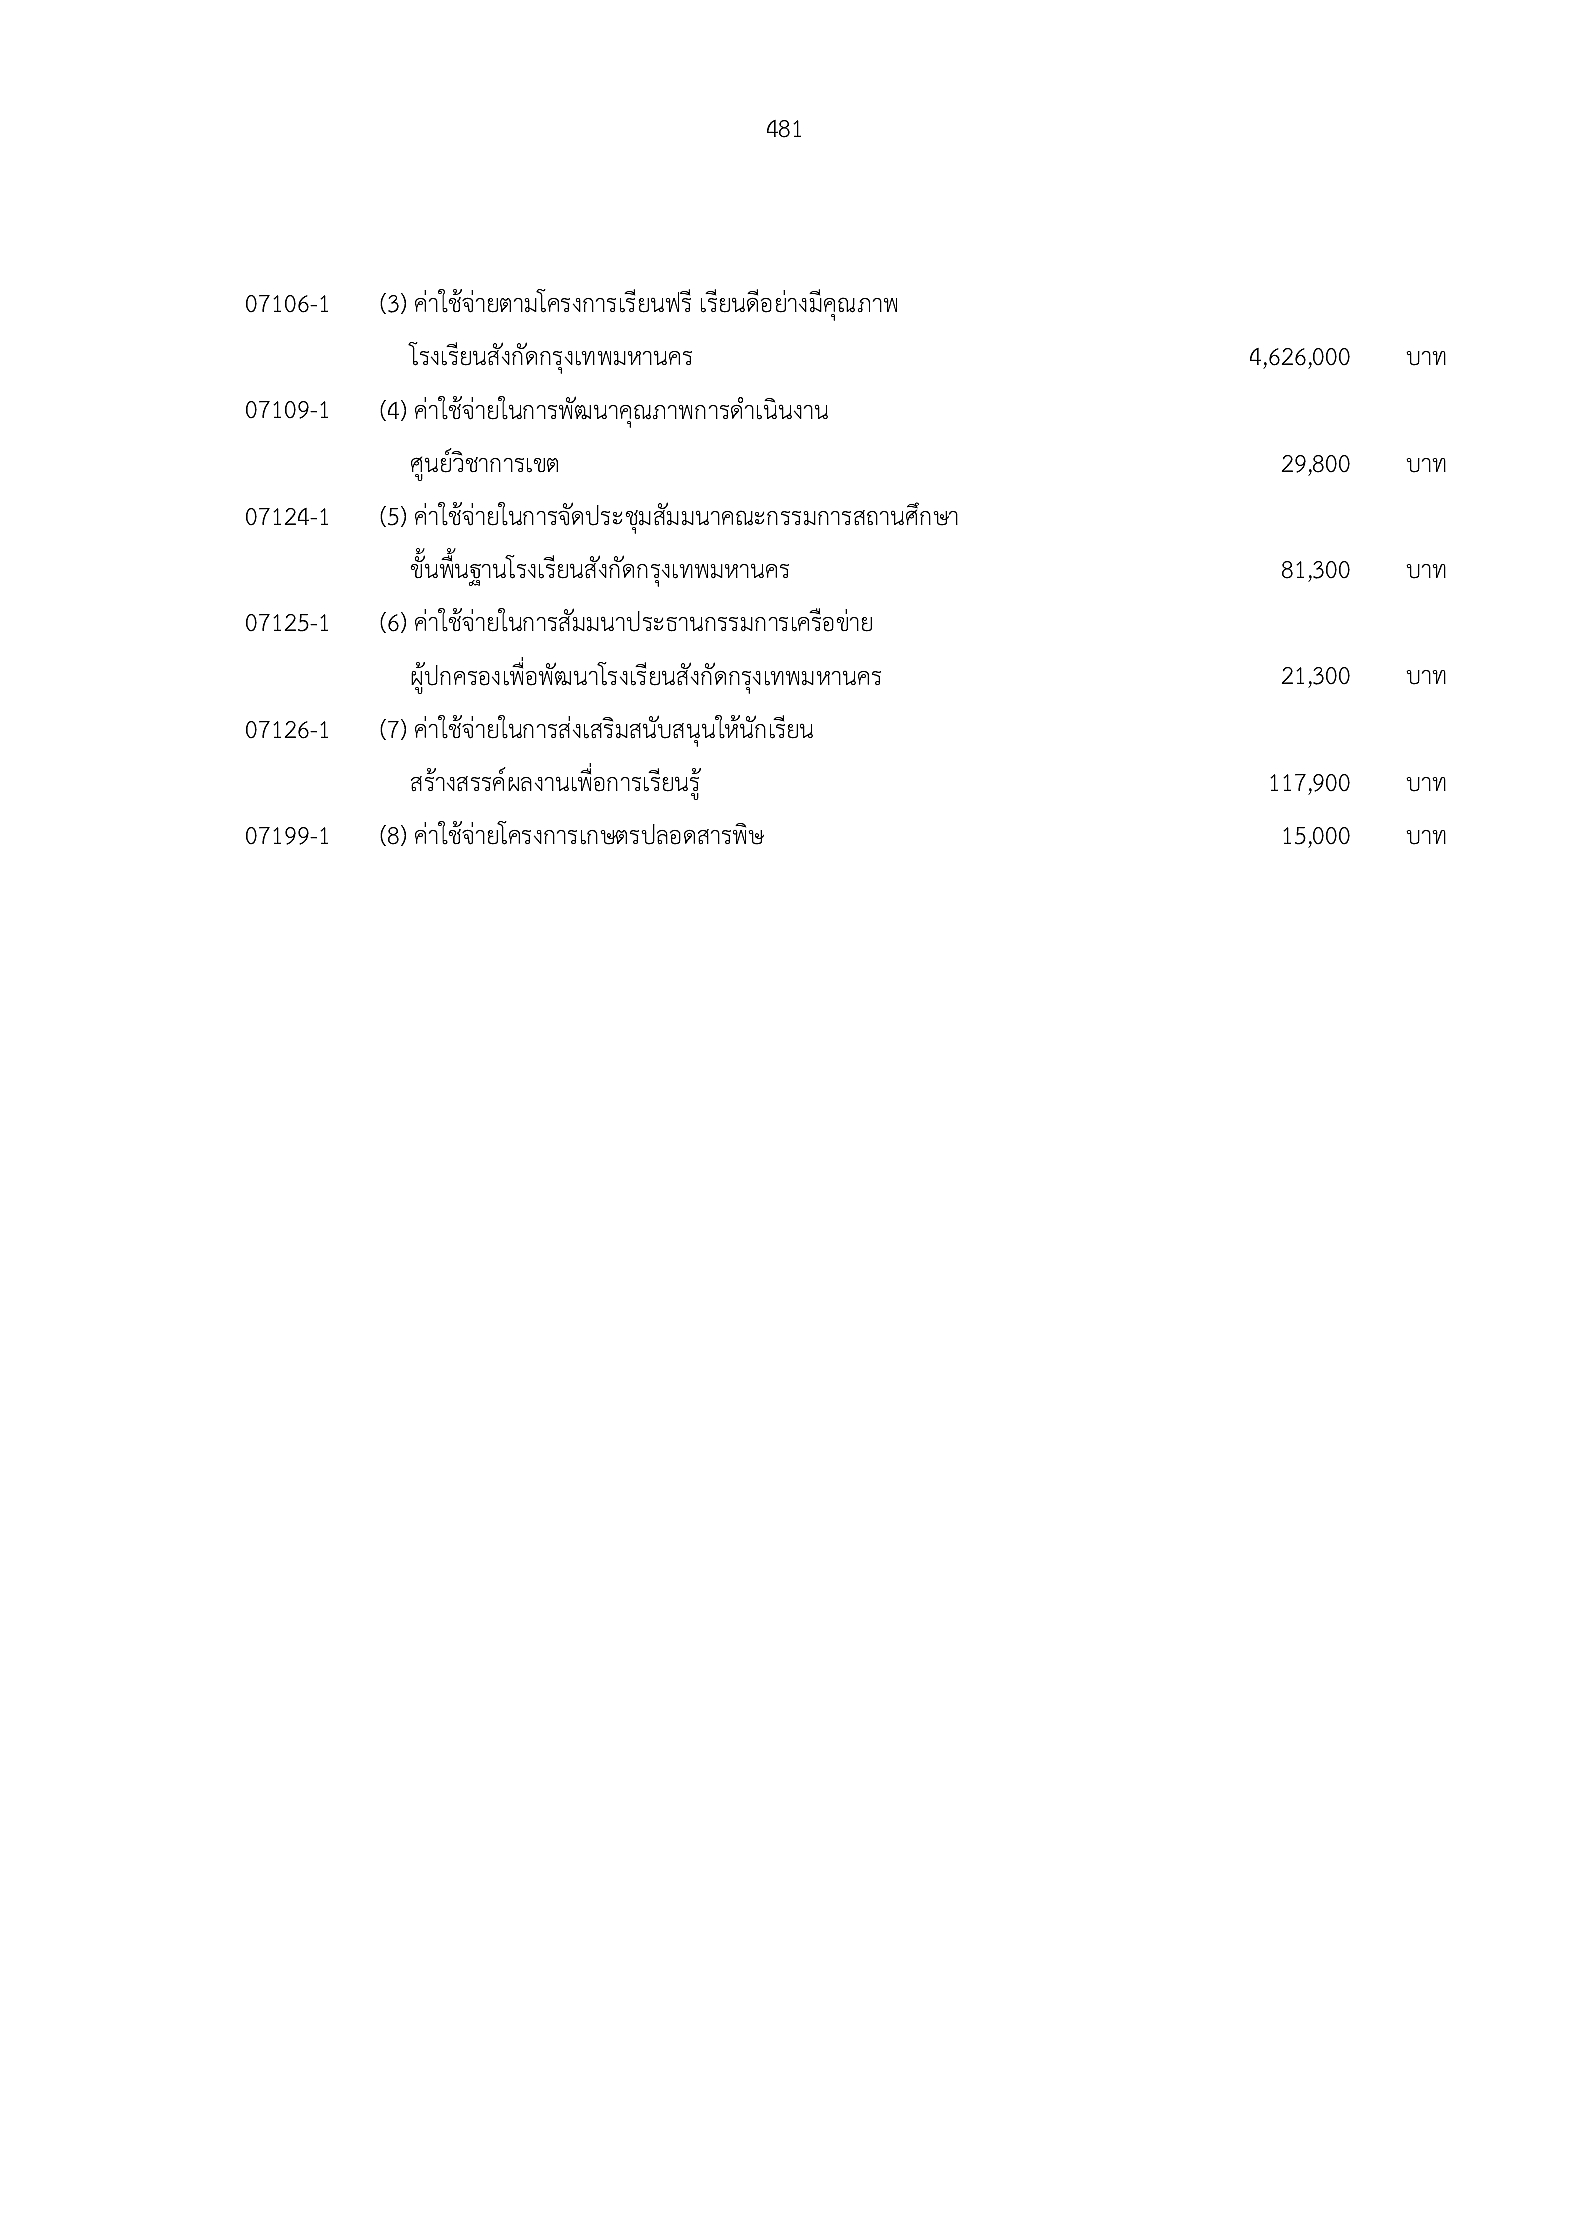 481
07106-1 (3) ค่าใช้จ่ายตามโครงการเรียนฟรี เรียนดีอย่างมีคุณภาพ
โรงเรียนสังกัดกรุงเทพมหานคร 4,626,000 บาท
07109-1 (4) ค่าใช้จ่ายในการพัฒนาคุณภาพการดำเนินงาน
ศูนย์วิชาการเขต 29,800 บาท
07124-1 (5) ค่าใช้จ่ายในการจัดประชุมสัมมนาคณะกรรมการสถานศึกษา
ขั้นพื้นฐานโรงเรียนสังกัดกรุงเทพมหานคร 81,300 บาท
07125-1 (6) ค่าใช้จ่ายในการสัมมนาประธานกรรมการเครือข่าย
ผู้ปกครองเพื่อพัฒนาโรงเรียนสังกัดกรุงเทพมหานคร 21,300 บาท
07126-1 (7) ค่าใช้จ่ายในการส่งเสริมสนับสนุนให้นักเรียน
สร้างสรรค์ผลงานเพื่อการเรียนรู้ 117,900 บาท
07199-1 (8) ค่าใช้จ่ายโครงการเกษตรปลอดสารพิษ 15,000 บาท